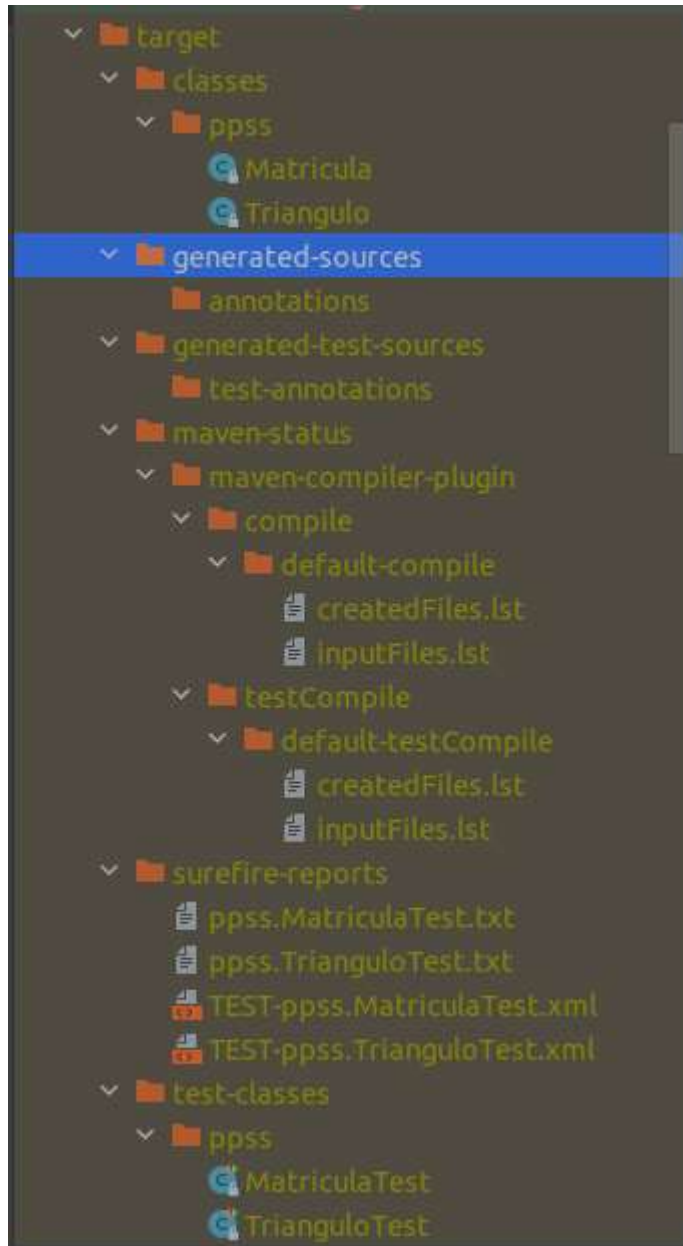 target
classes
ppss
Matricula
Triangulo
generated-sources
annotations
generated-test-sources
test-annotations
maven-status
maven-compiler-plugin
compile
default-compile
createdFiles.lst
inputFiles.lst
testCompile
default-testCompile
createdFiles.lst
inputFiles.lst
surefire-reports
ppss.MatriculaTest.txt
ppss.TrianguloTest.txt
TEST-ppss.MatriculaTest.xml
TEST-ppss.TrianguloTest.xml
test-classes
ppss
MatriculaTest
TrianguloTest